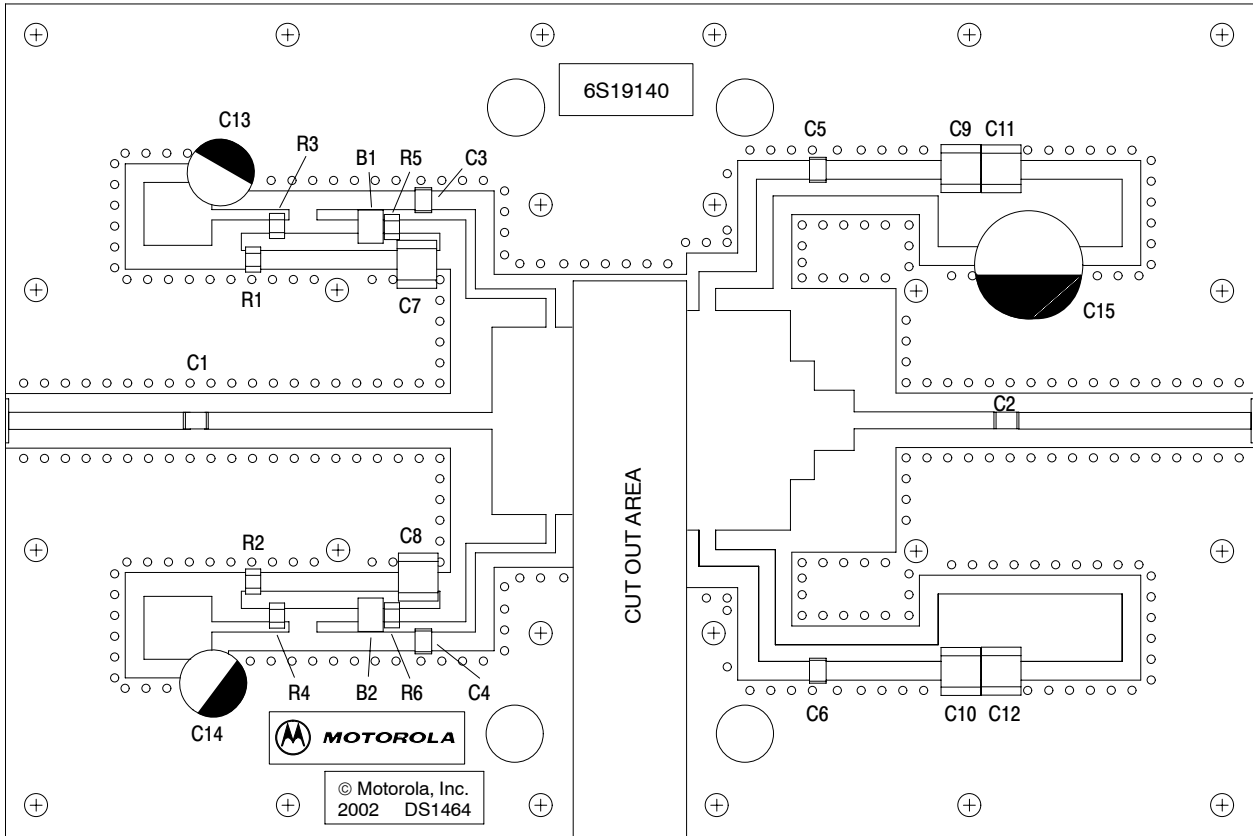 6S19140
C13
R3
B1
R5
C3
C5
C9
C11
R1
C7
C15
C1
C2
CUT OUT AREA
R2
C8
R4
B2
R6
C4
C14
C6
C10
C12
MOTOROLA
© Motorola, Inc.
2002 DS1464